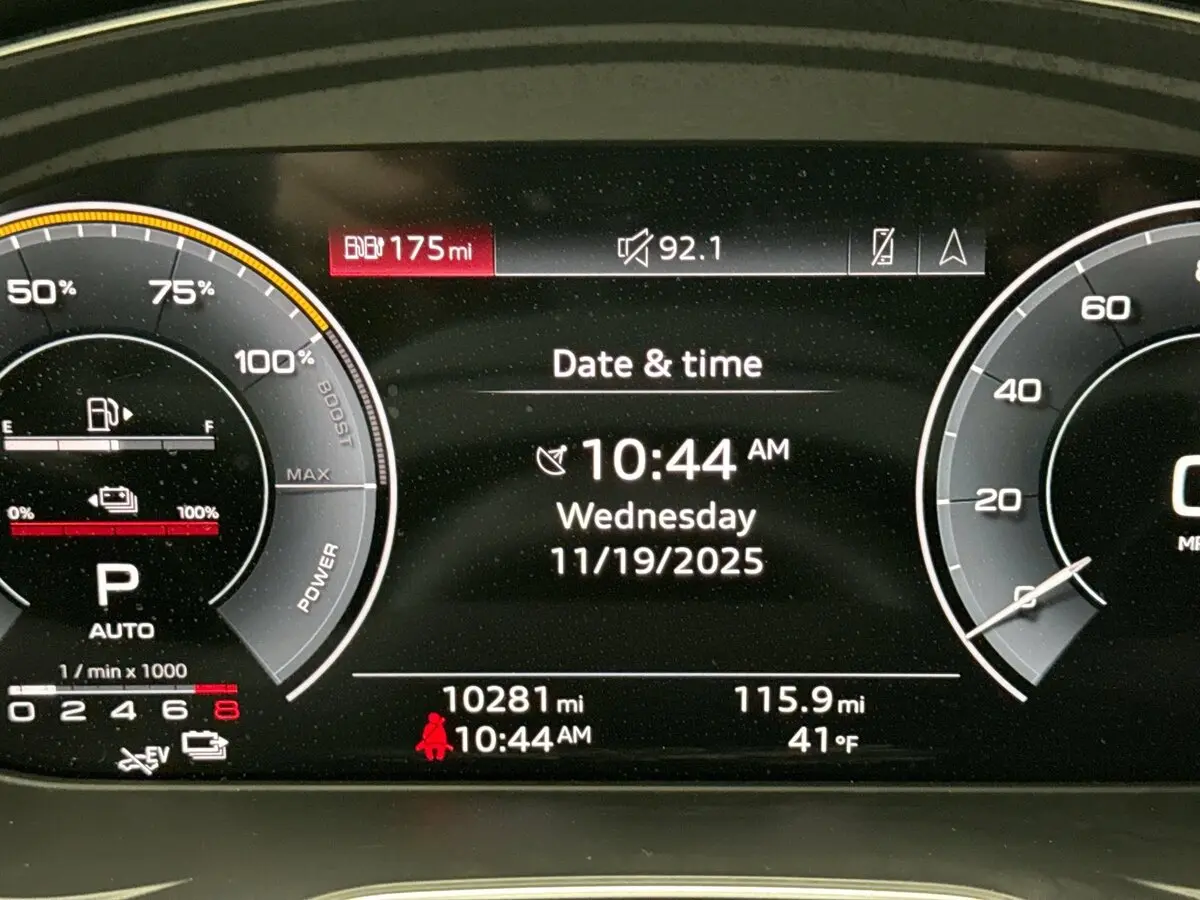 175 mi
92.1
50%
75%
100%
BOOST
MAX
POWER
E F
0% 100%
P
AUTO
1 / min x 1000
0 2 4 6 8
EV
Date & time
10:44 AM
Wednesday
11/19/2025
10281 mi
115.9 mi
10:44 AM
41°F
60
40
20
0